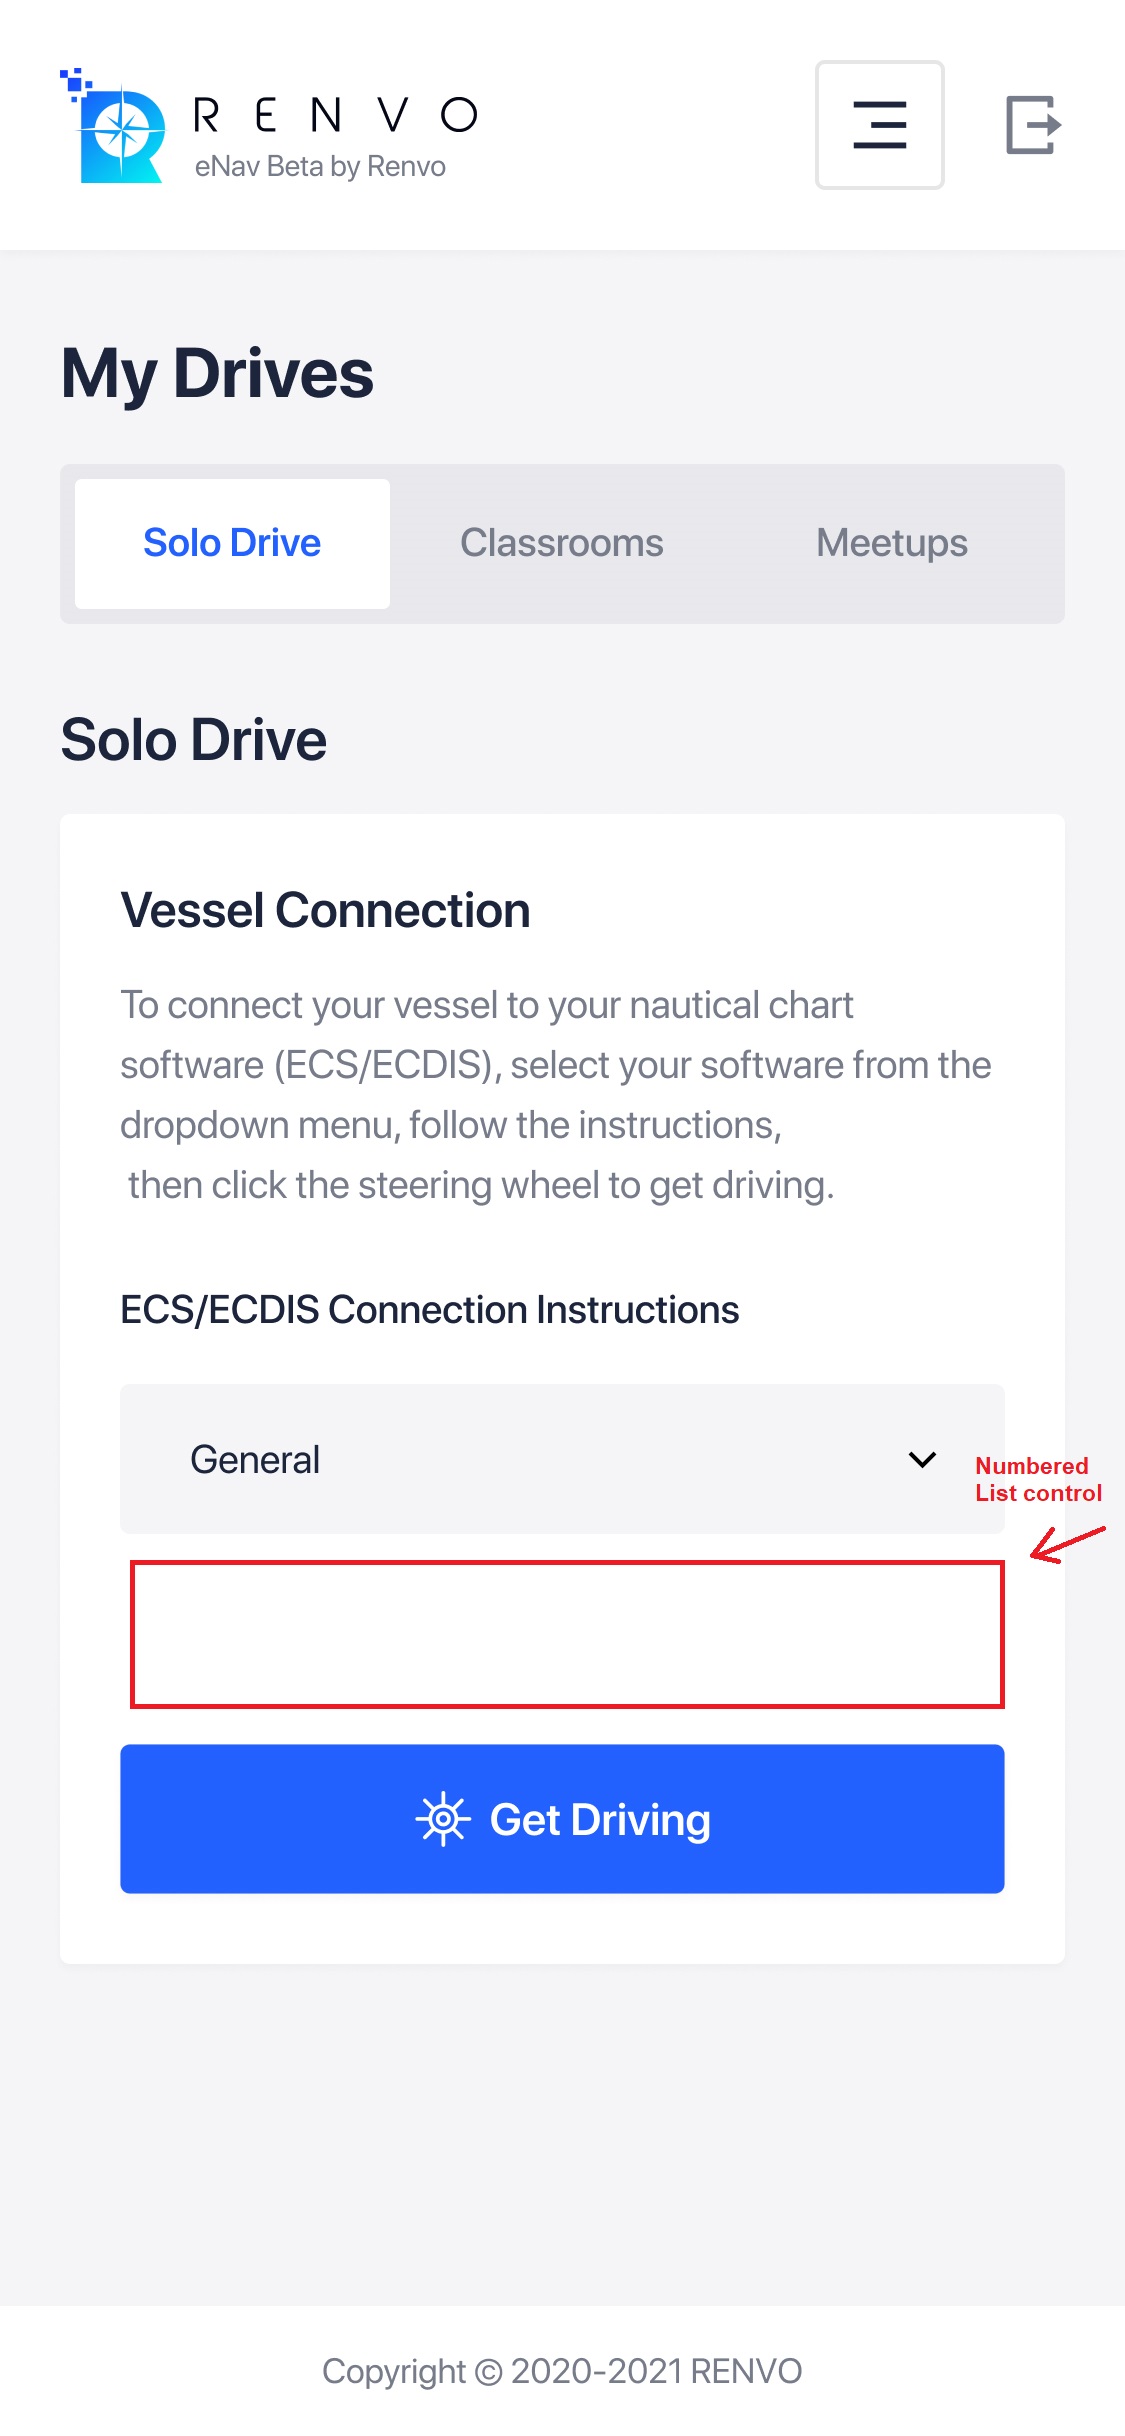 RENVO
eNav Beta by Renvo
My Drives
Solo Drive
Classrooms
Meetups
Solo Drive
Vessel Connection
To connect your vessel to your nautical chart
software (ECS/ECDIS), select your software from the
dropdown menu, follow the instructions,
then click the steering wheel to get driving.
ECS/ECDIS Connection Instructions
General
Numbered
List control
Get Driving
Copyright © 2020-2021 RENVO